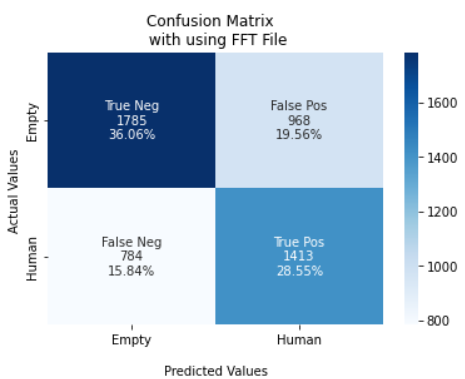 Confusion Matrix
with using FFT File
True Neg
1785
36.06%
False Pos
968
19.56%
False Neg
784
15.84%
True Pos
1413
28.55%
Empty
Human
Actual Values
Empty
Human
Predicted Values
1600
1400
1200
1000
800